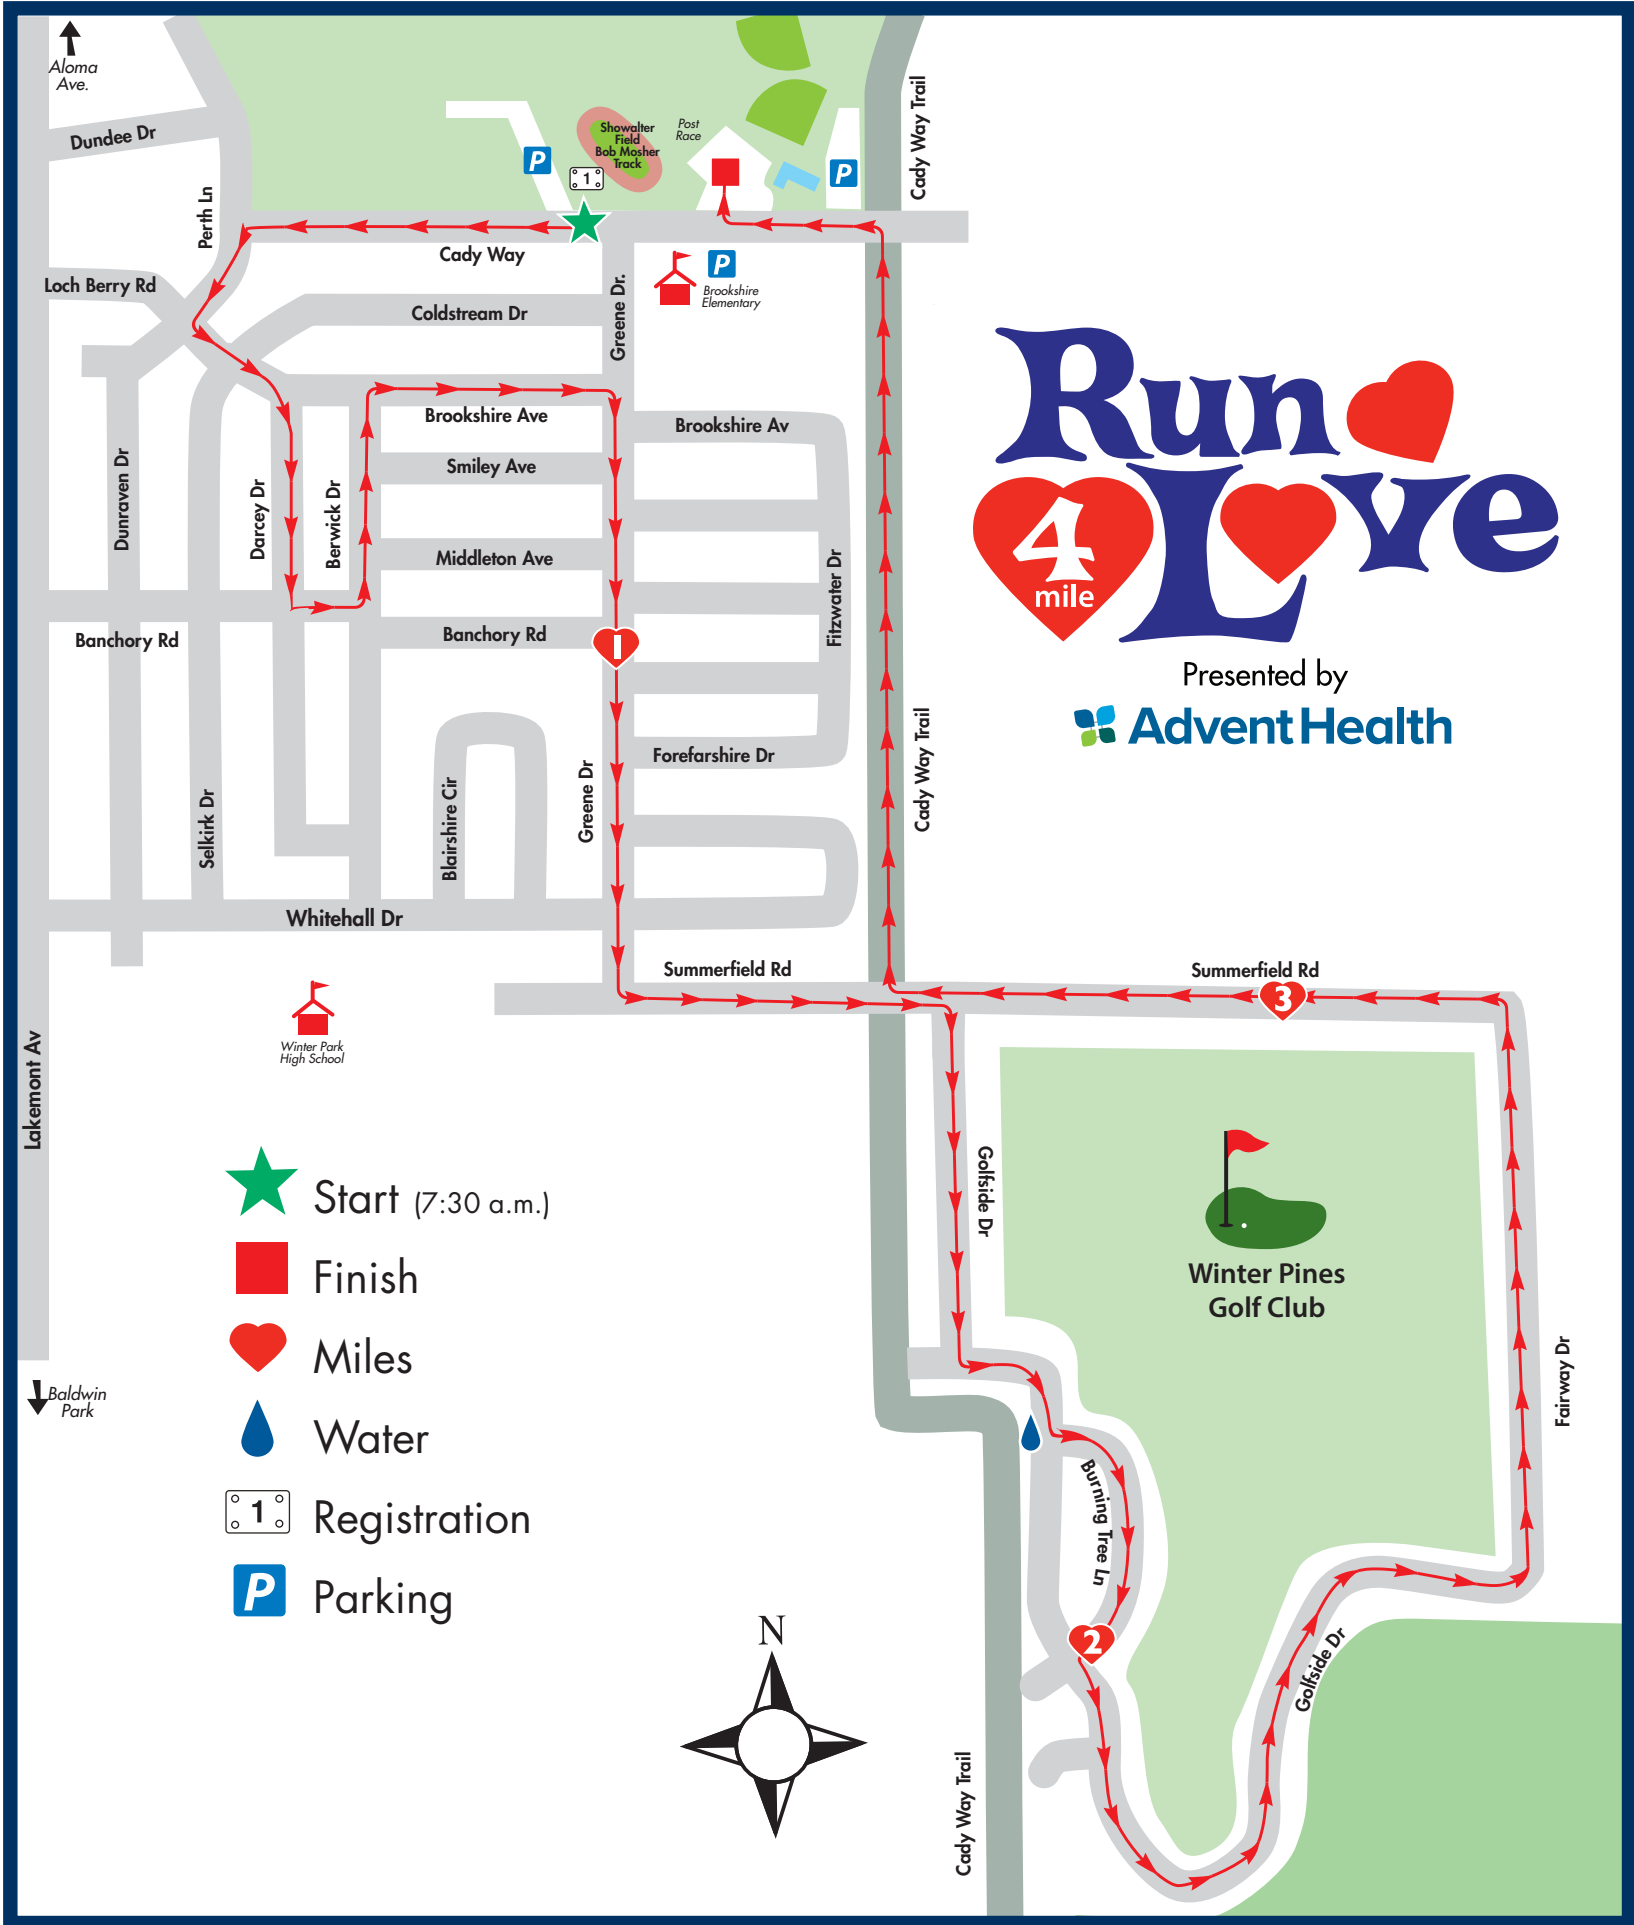 Aloma
Ave.
Dundee Dr
Perth Ln
Loch Berry Rd
Cady Way
Coldstream Dr
Greene Dr.
Showalter
Field
Bob Mosher
Track
Post
Race
P
1
P
P
Brookshire
Elementary
Cady Way Trail
Brookshire Ave
Brookshire Av
Smiley Ave
Middleton Ave
Banchory Rd
Banchory Rd
Dunraven Dr
Darcey Dr
Berwick Dr
Fitzwater Dr
1
Forefarshire Dr
Selkirk Dr
Blairshire Cir
Greene Dr
Cady Way Trail
Whitehall Dr
Run
4
mile
Love
Presented by
AdventHealth
Summerfield Rd
Summerfield Rd
3
Winter Park
High School
Lakemont Av
Baldwin
Park
Golfside Dr
Winter Pines
Golf Club
Fairway Dr
Burning Tree Ln
2
Golfside Dr
Cady Way Trail
Start (7:30 a.m.)
Finish
Miles
Water
1 Registration
P Parking
N